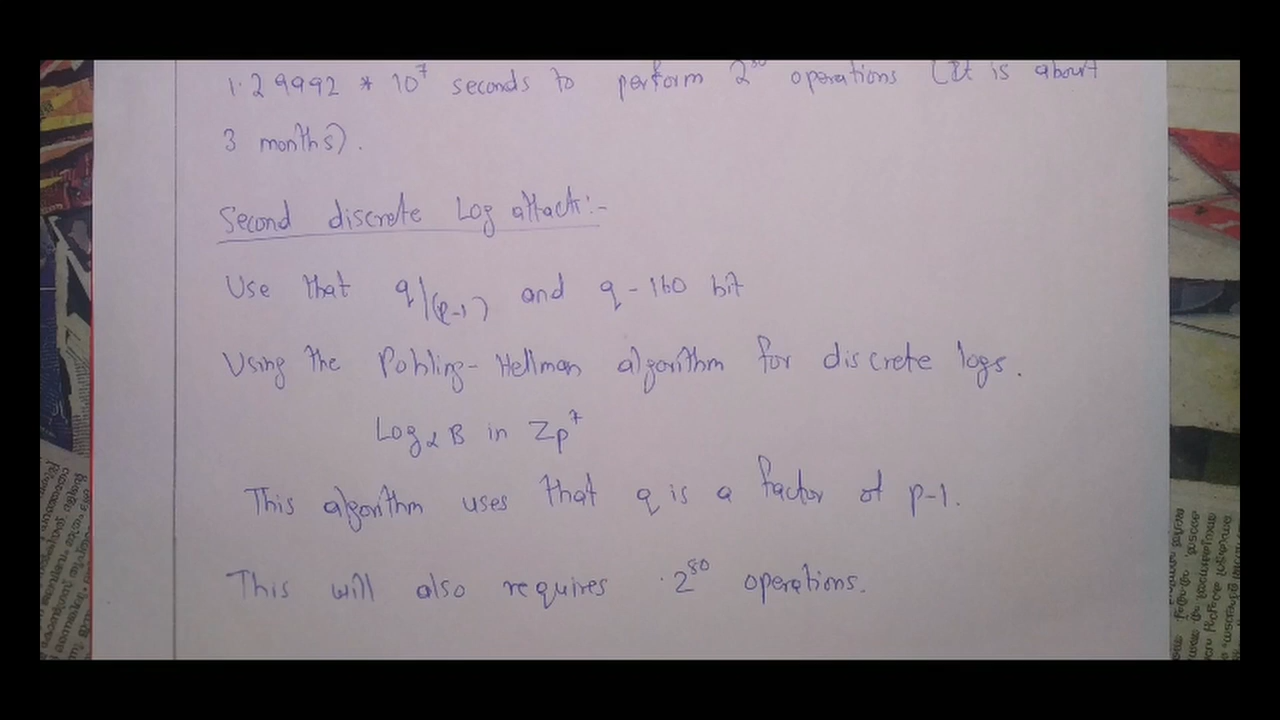 1.29992 * 10^7 seconds to perform 2^80 operations (It is about
3 months).
Second discrete Log attack:-
Use that q|(p-1) and q - 160 bit
Using the Pohling-Hellman algorithm for discrete logs.
Log α B in Zp*
This algorithm uses that q is a factor of p-1.
This will also requires 2^80 operations.